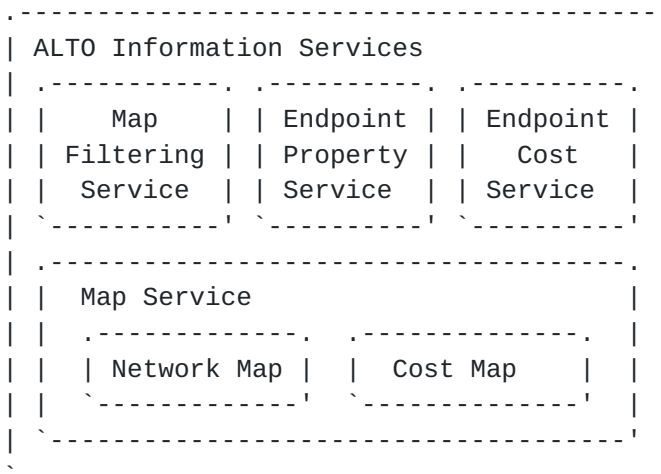 ALTO Information Services
Map Endpoint Endpoint
Filtering Property Cost
Service Service Service
Map Service
Network Map Cost Map